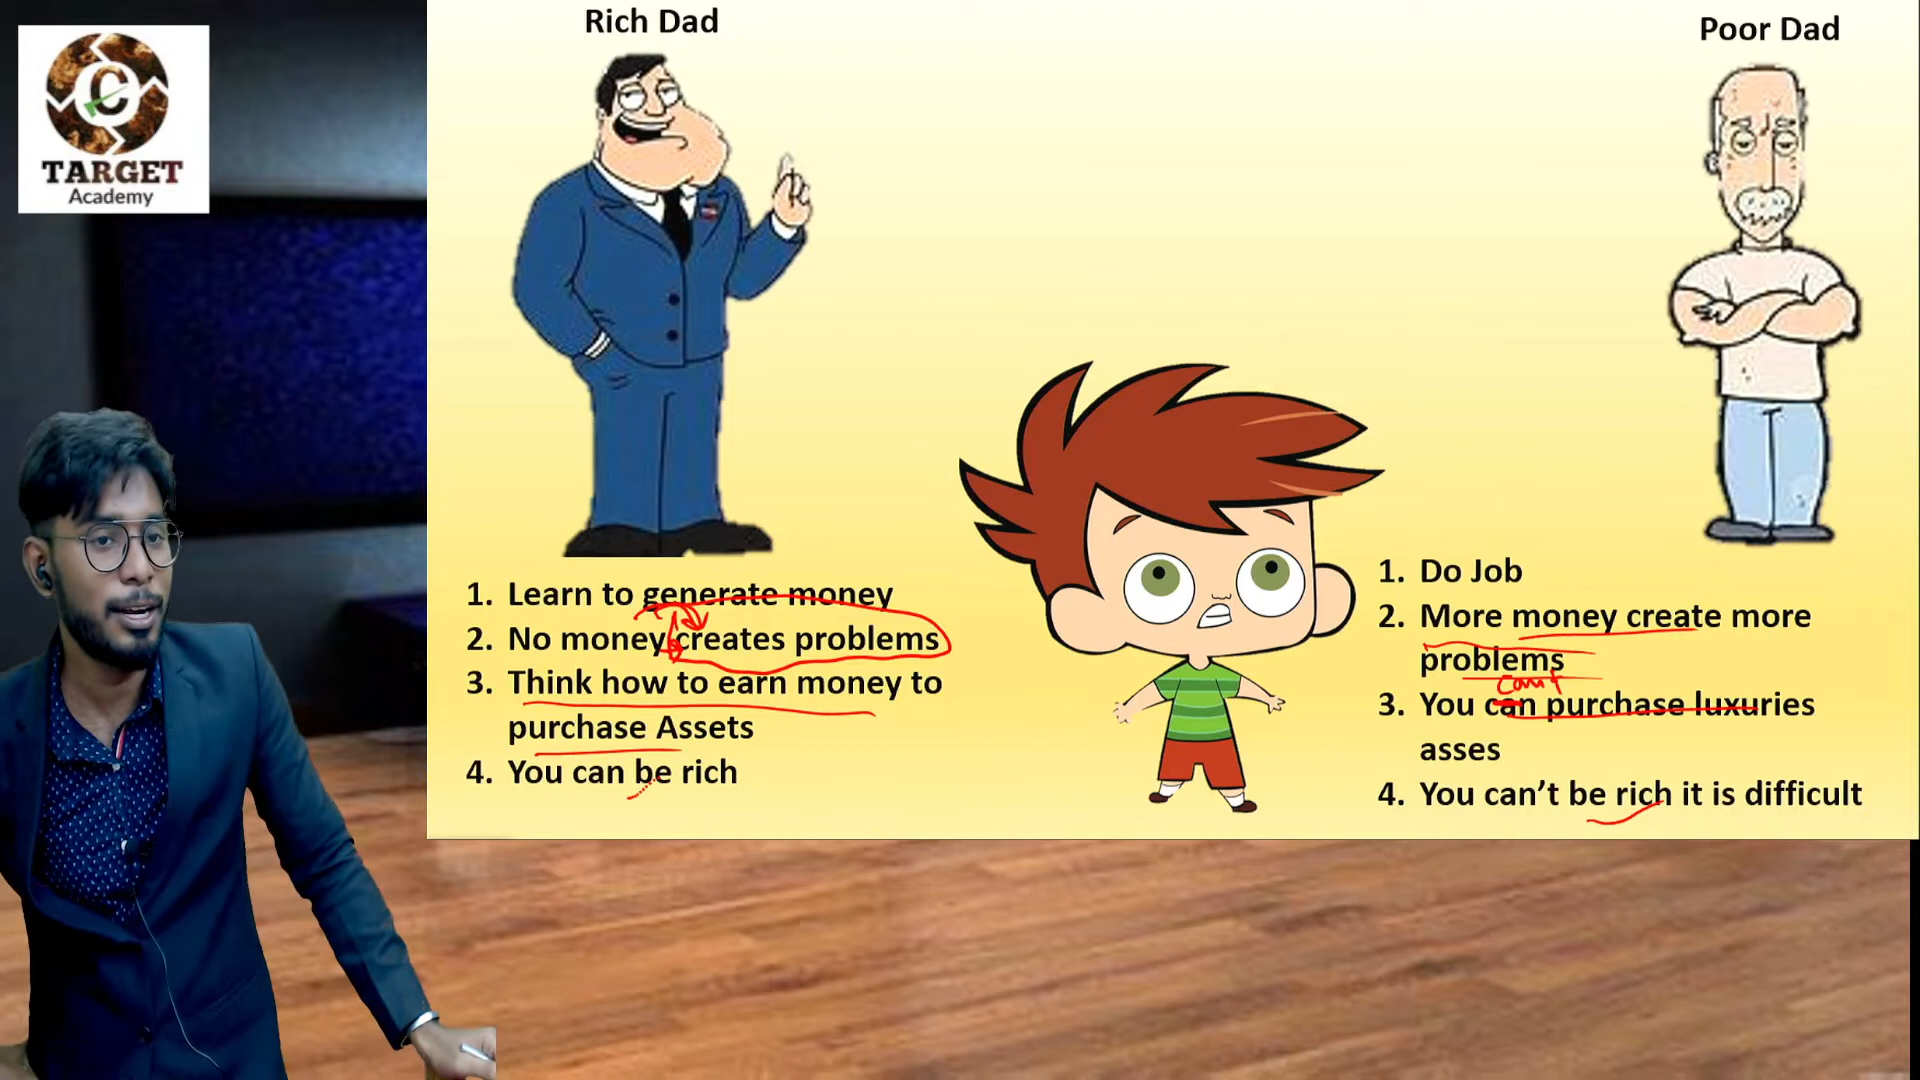 TARGET
Academy
Rich Dad
Poor Dad
1. Learn to generate money
2. No money creates problems
3. Think how to earn money to
purchase Assets
4. You can be rich
1. Do Job
2. More money create more
problems
can't
3. You can purchase luxuries
asses
4. You can't be rich it is difficult